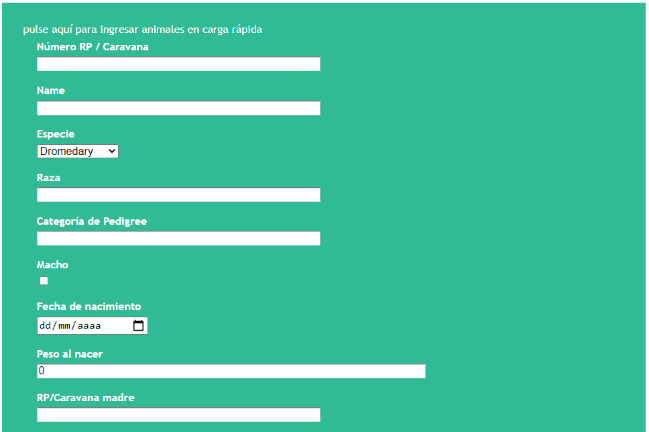 pulse aquí para ingresar animales en carga rápida
Número RP / Caravana
Name
Especie
Dromedary
Raza
Categoría de Pedigree
Macho
Fecha de nacimiento
dd/mm/aaaa
Peso al nacer
0
RP/Caravana madre